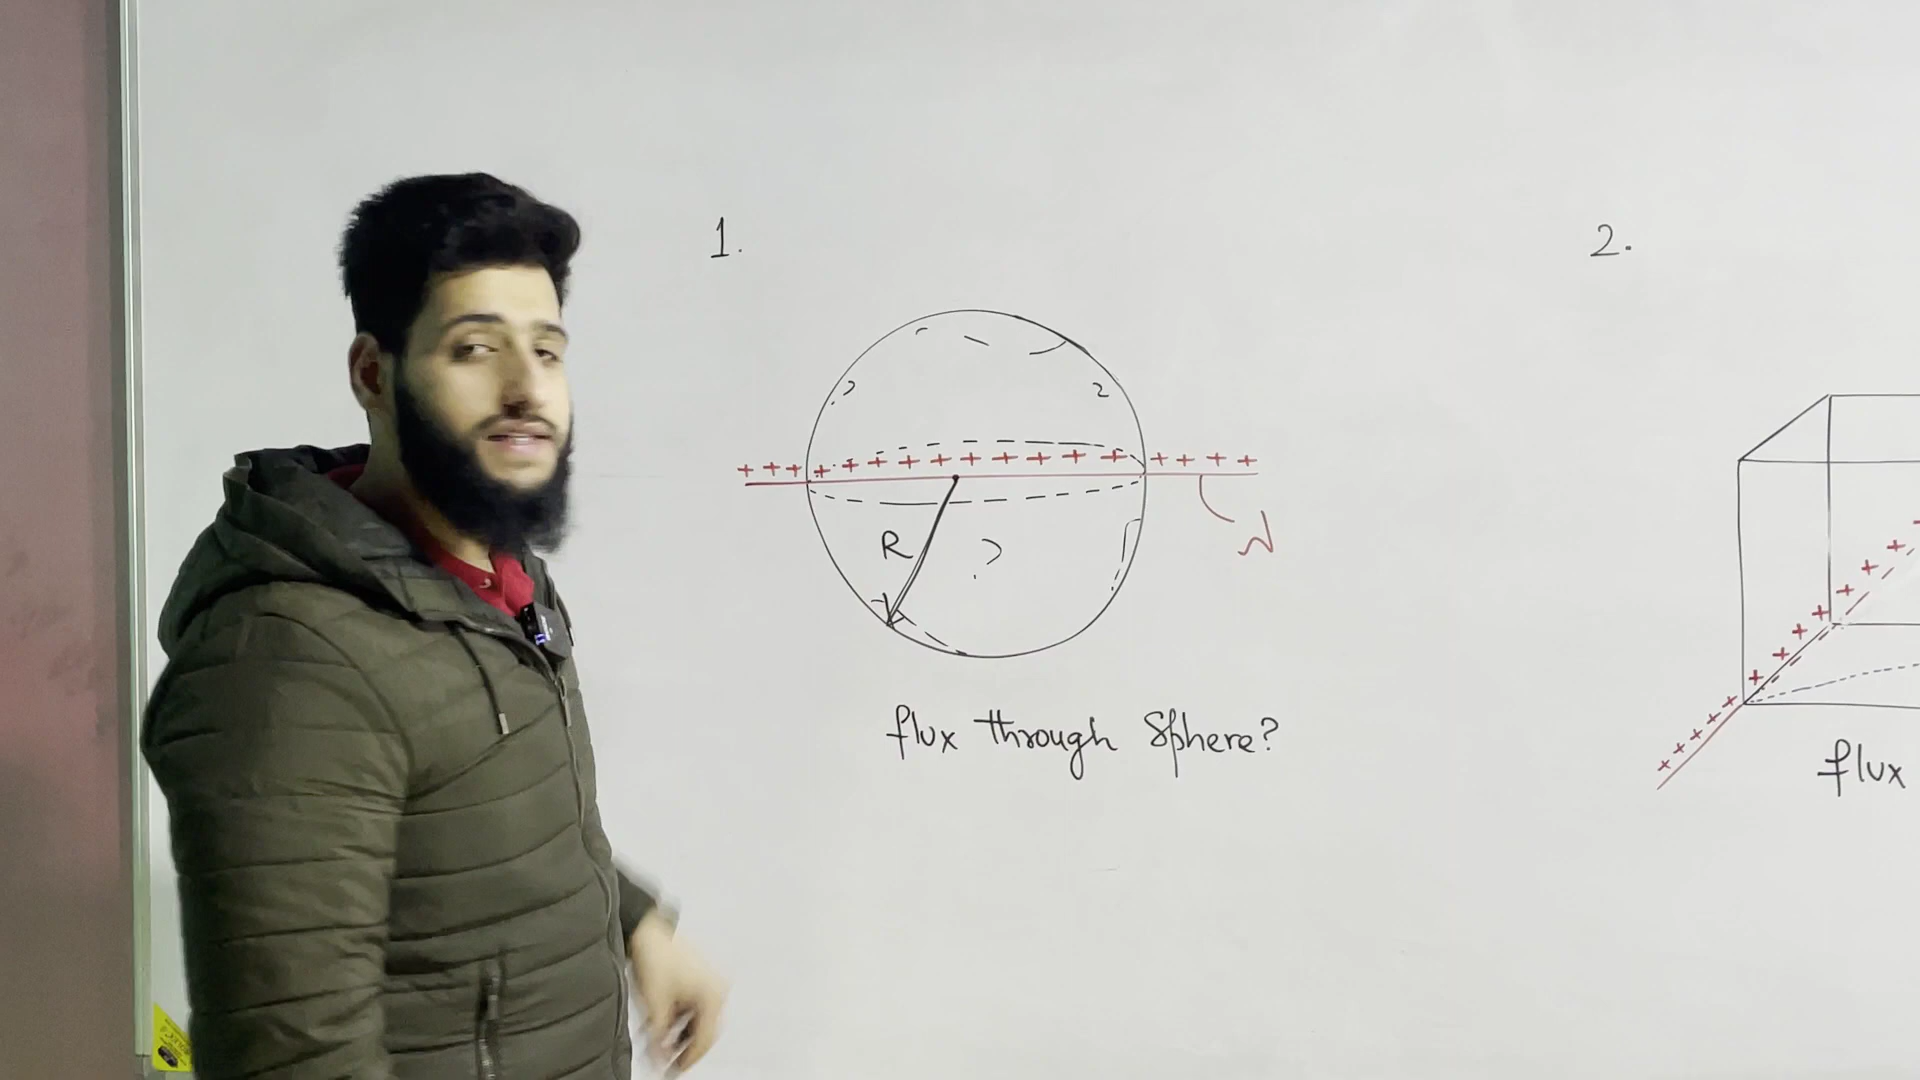 1.
2.
+ + + + + + + + + + + + + + + + +
R
?
λ
flux through Sphere?
flux